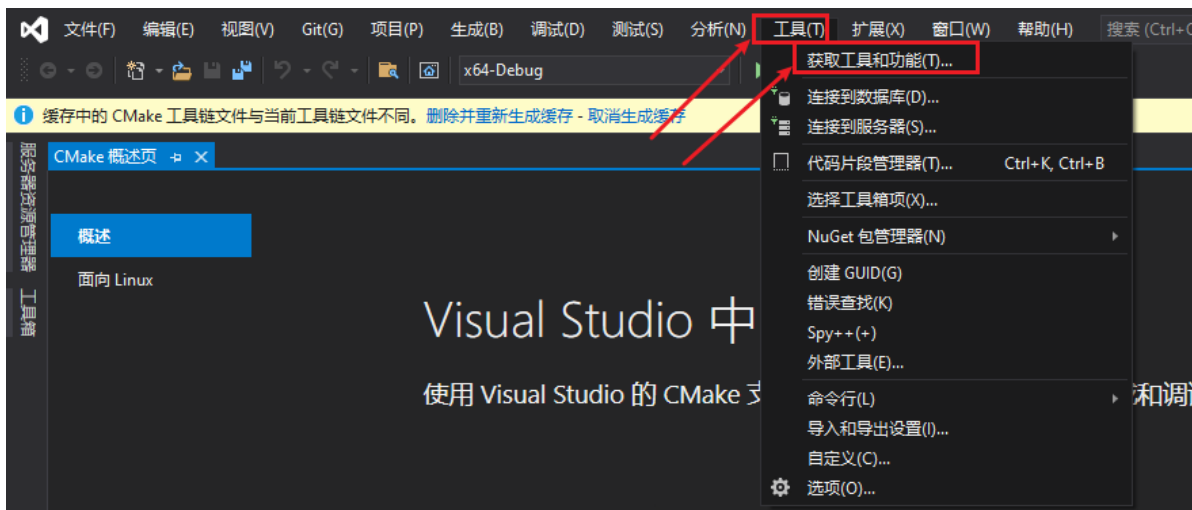 文件(F) 编辑(E) 视图(V) Git(G) 项目(P) 生成(B) 调试(D) 测试(S) 分析(N) 工具(T) 扩展(X) 窗口(W) 帮助(H) 搜索 (Ctrl+
x64-Debug
缓存中的 CMake 工具链文件与当前工具链文件不同。 删除并重新生成缓存 - 取消生成缓存
服务器资源管理器
工具箱
CMake 概述页
概述
面向 Linux
Visual Studio 中
使用 Visual Studio 的 CMake 支
和调
获取工具和功能(T)...
连接到数据库(D)...
连接到服务器(S)...
代码片段管理器(T)... Ctrl+K, Ctrl+B
选择工具箱项(X)...
NuGet 包管理器(N)
创建 GUID(G)
错误查找(K)
Spy++(+)
外部工具(E)...
命令行(L)
导入和导出设置(I)...
自定义(C)...
选项(O)...